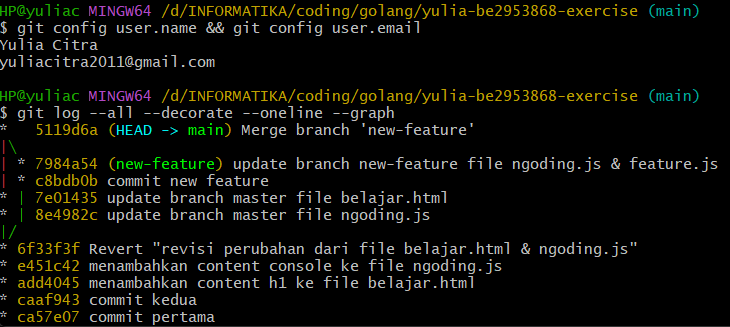 HP@yuliac MINGW64 /d/INFORMATIKA/coding/golang/yulia-be2953868-exercise (main)
$ git config user.name && git config user.email
Yulia Citra
yuliacitra2011@gmail.com

HP@yuliac MINGW64 /d/INFORMATIKA/coding/golang/yulia-be2953868-exercise (main)
$ git log --all --decorate --oneline --graph
*   5119d6a (HEAD -> main) Merge branch 'new-feature'
|\
| * 7984a54 (new-feature) update branch new-feature file ngoding.js & feature.js
| * c8bdb0b commit new feature
* | 7e01435 update branch master file belajar.html
* | 8e4982c update branch master file ngoding.js
|/
* 6f33f3f Revert "revisi perubahan dari file belajar.html & ngoding.js"
* e451c42 menambahkan content console ke file ngoding.js
* add4045 menambahkan content h1 ke file belajar.html
* caaf943 commit kedua
* ca57e07 commit pertama